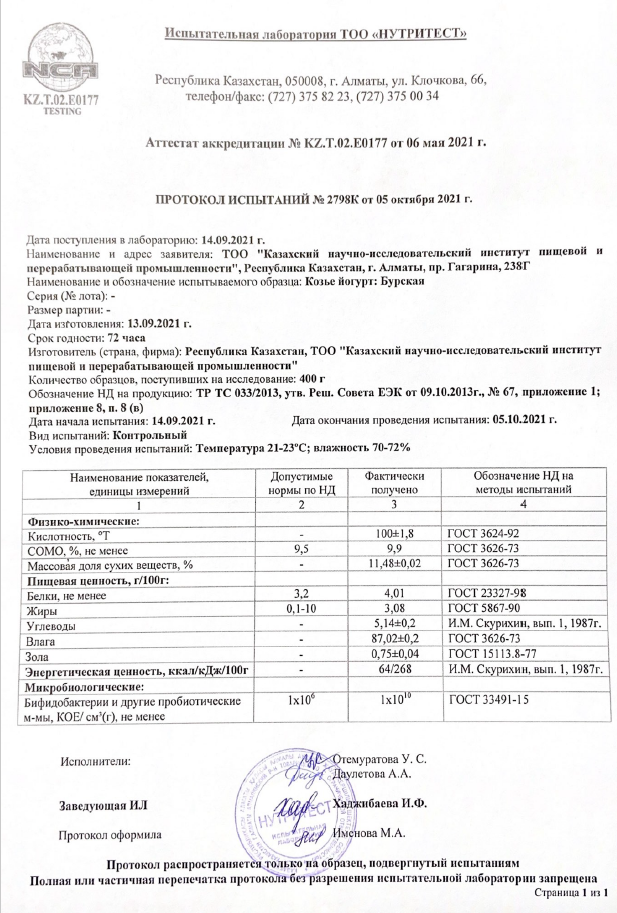 Испытательная лаборатория ТОО «НУТРИТЕСТ»
NCA
KZ.T.02.E0177
TESTING
Республика Казахстан, 050008, г. Алматы, ул. Клочкова, 66,
телефон/факс: (727) 375 82 23, (727) 375 00 34
Аттестат аккредитации № KZ.T.02.E0177 от 06 мая 2021 г.
ПРОТОКОЛ ИСПЫТАНИЙ № 2798К от 05 октября 2021 г.
Дата поступления в лабораторию: 14.09.2021 г.
Наименование и адрес заявителя: ТОО "Казахский научно-исследовательский институт пищевой и
перерабатывающей промышленности", Республика Казахстан, г. Алматы, пр. Гагарина, 238Г
Наименование и обозначение испытываемого образца: Козье йогурт: Бурская
Серия (№ лота): -
Размер партии: -
Дата изготовления: 13.09.2021 г.
Срок годности: 72 часа
Изготовитель (страна, фирма): Республика Казахстан, ТОО "Казахский научно-исследовательский институт
пищевой и перерабатывающей промышленности"
Количество образцов, поступивших на исследование: 400 г
Обозначение НД на продукцию: ТР ТС 033/2013, утв. Реш. Совета ЕЭК от 09.10.2013г., № 67, приложение 1;
приложение 8, п. 8 (в)
Дата начала испытания: 14.09.2021 г. Дата окончания проведения испытания: 05.10.2021 г.
Вид испытаний: Контрольный
Условия проведения испытаний: Температура 21-23ºС; влажность 70-72%
Наименование показателей, Допустимые Фактически Обозначение НД на
единицы измерений нормы по НД получено методы испытаний
1 2 3 4
Физико-химические:
Кислотность, ºТ - 100±1,8 ГОСТ 3624-92
СОМО, %, не менее 9,5 9,9 ГОСТ 3626-73
Массовая доля сухих веществ, % - 11,48±0,02 ГОСТ 3626-73
Пищевая ценность, г/100г:
Белки, не менее 3,2 4,01 ГОСТ 23327-98
Жиры 0,1-10 3,08 ГОСТ 5867-90
Углеводы - 5,14±0,2 И.М. Скурихин, вып. 1, 1987г.
Влага - 87,02±0,2 ГОСТ 3626-73
Зола - 0,75±0,04 ГОСТ 15113.8-77
Энергетическая ценность, ккал/кДж/100г - 64/268 И.М. Скурихин, вып. 1, 1987г.
Микробиологические:
Бифидобактерии и другие пробиотические 1х10⁶ 1х10¹⁰ ГОСТ 33491-15
м-мы, КОЕ/ см³(г), не менее
Исполнители: Отемуратова У. С.
Даулетова А.А.
Заведующая ИЛ Хаджибаева И.Ф.
НУТРИТЕСТ
ИСПЫТАТЕЛЬНАЯ
ЛАБОРАТОРИЯ
Протокол оформила Именова М.А.
Протокол распространяется только на образец, подвергнутый испытаниям
Полная или частичная перепечатка протокола без разрешения испытательной лаборатории запрещена
Страница 1 из 1